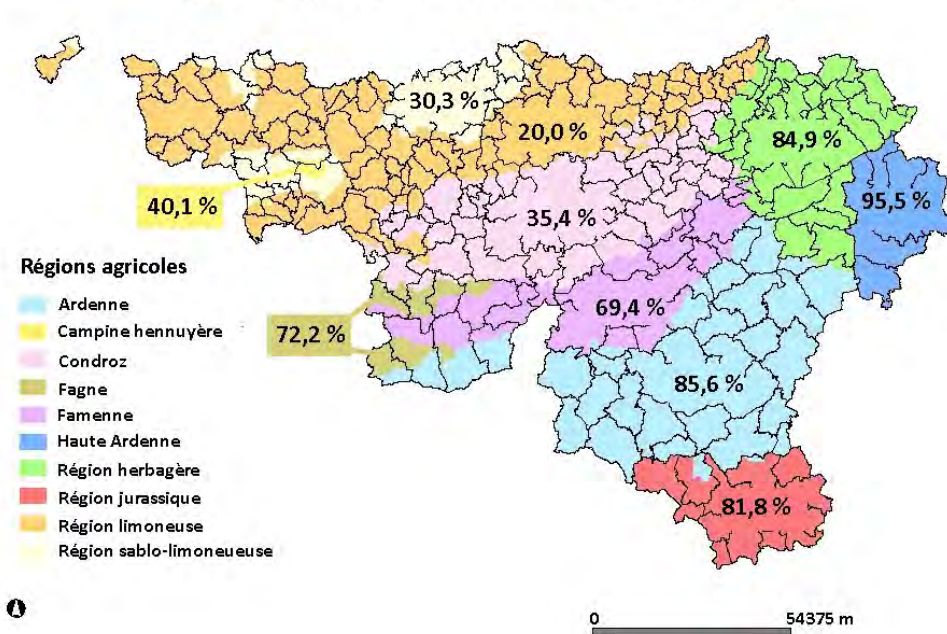 30,3 %
20,0 %
84,9 %
40,1 %
35,4 %
95,5 %
Régions agricoles
Ardenne
Campine hennuyère
Condroz
Fagne
Famenne
Haute Ardenne
Région herbagère
Région jurassique
Région limoneuse
Région sablo-limoneueuse
72,2 %
69,4 %
85,6 %
81,8 %
0 54375 m